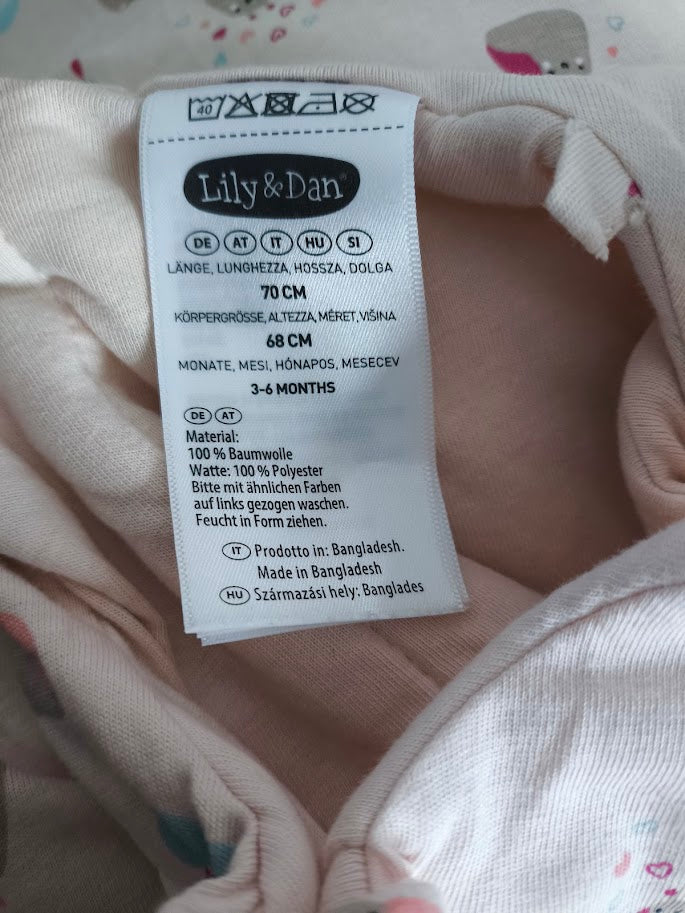 40
Lily & Dan®
DE AT IT HU SI
LÄNGE, LUNGHEZZA, HOSSZA, DOLGA
70 CM
KÖRPERGRÖSSE, ALTEZZA, MÉRET, VIŠINA
68 CM
MONATE, MESI, HÓNAPOS, MESECEV
3-6 MONTHS
DE AT
Material:
100 % Baumwolle
Watte: 100 % Polyester
Bitte mit ähnlichen Farben
auf links gezogen waschen.
Feucht in Form ziehen.
IT Prodotto in: Bangladesh.
Made in Bangladesh
HU Származási hely: Banglades